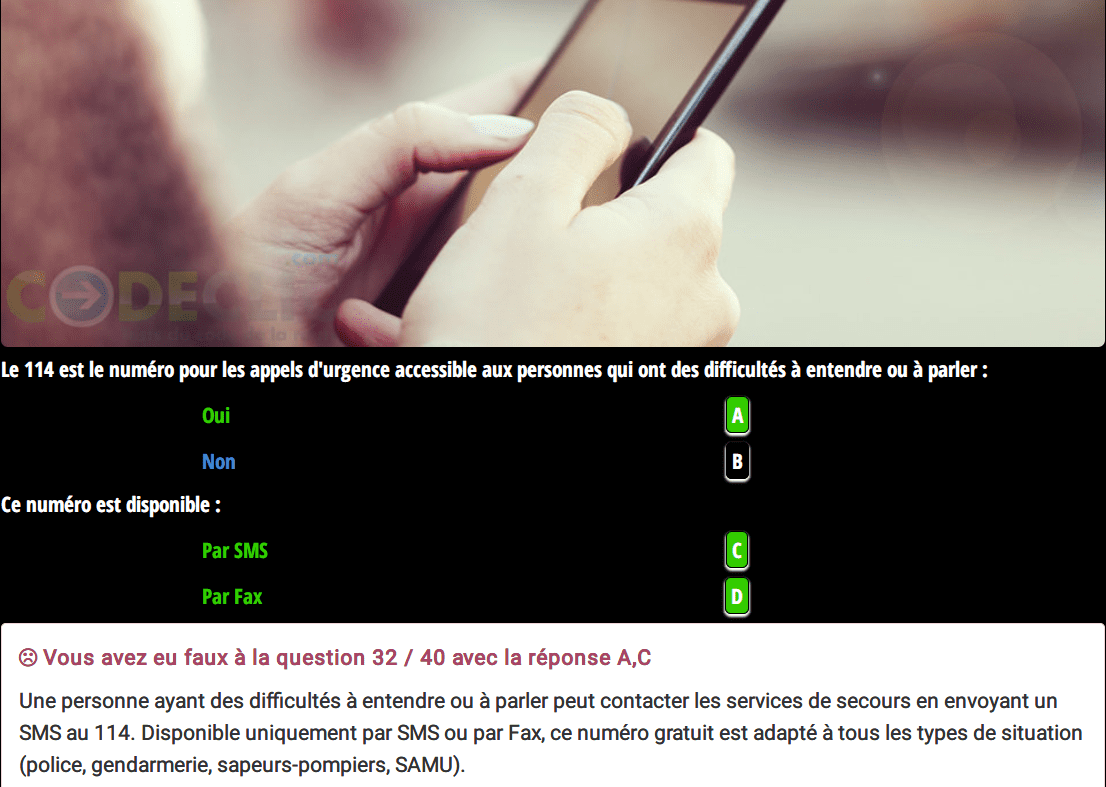 CODE
Le 114 est le numéro pour les appels d'urgence accessible aux personnes qui ont des difficultés à entendre ou à parler :
Oui A
Non B
Ce numéro est disponible :
Par SMS C
Par Fax D
Vous avez eu faux à la question 32 / 40 avec la réponse A,C
Une personne ayant des difficultés à entendre ou à parler peut contacter les services de secours en envoyant un
SMS au 114. Disponible uniquement par SMS ou par Fax, ce numéro gratuit est adapté à tous les types de situation
(police, gendarmerie, sapeurs-pompiers, SAMU).